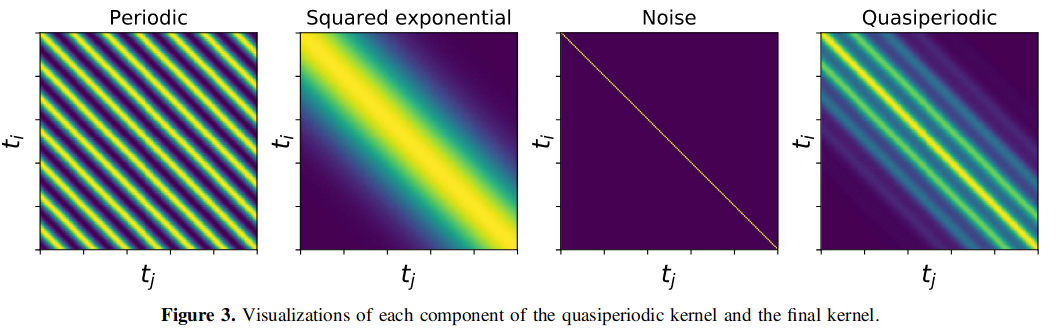 Periodic
Squared exponential
Noise
Quasiperiodic
t_i
t_i
t_i
t_i
t_j
t_j
t_j
t_j
Figure 3. Visualizations of each component of the quasiperiodic kernel and the final kernel.